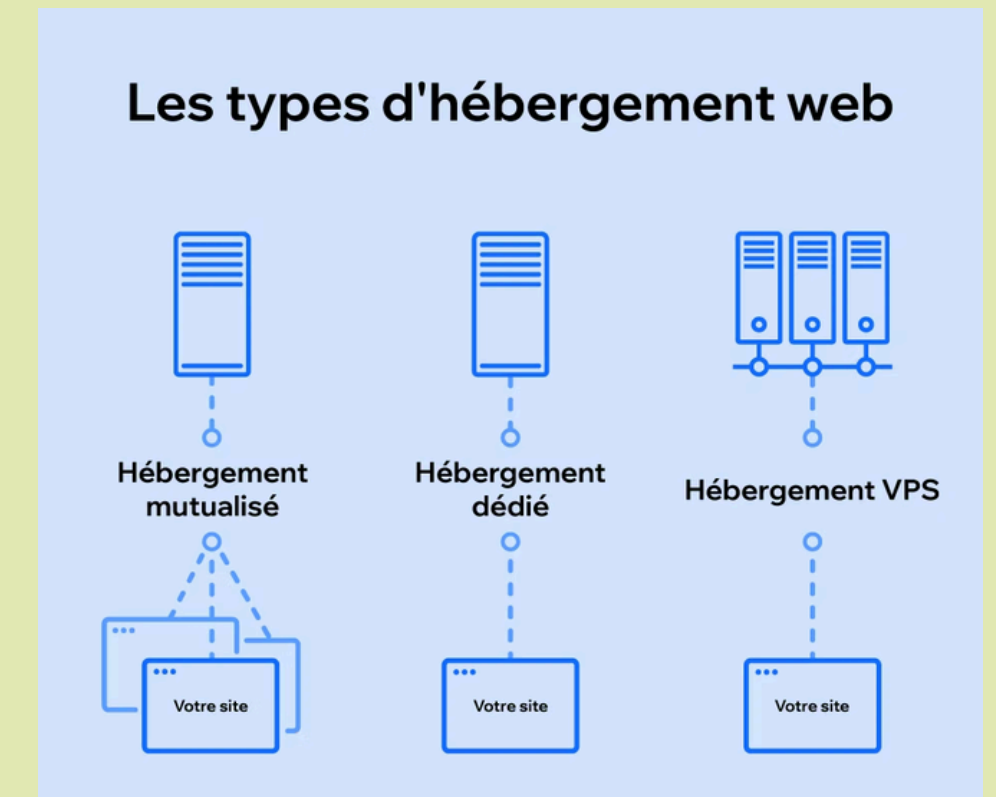 Les types d'hébergement web
Hébergement
mutualisé
Hébergement
dédié
Hébergement VPS
Votre site
Votre site
Votre site